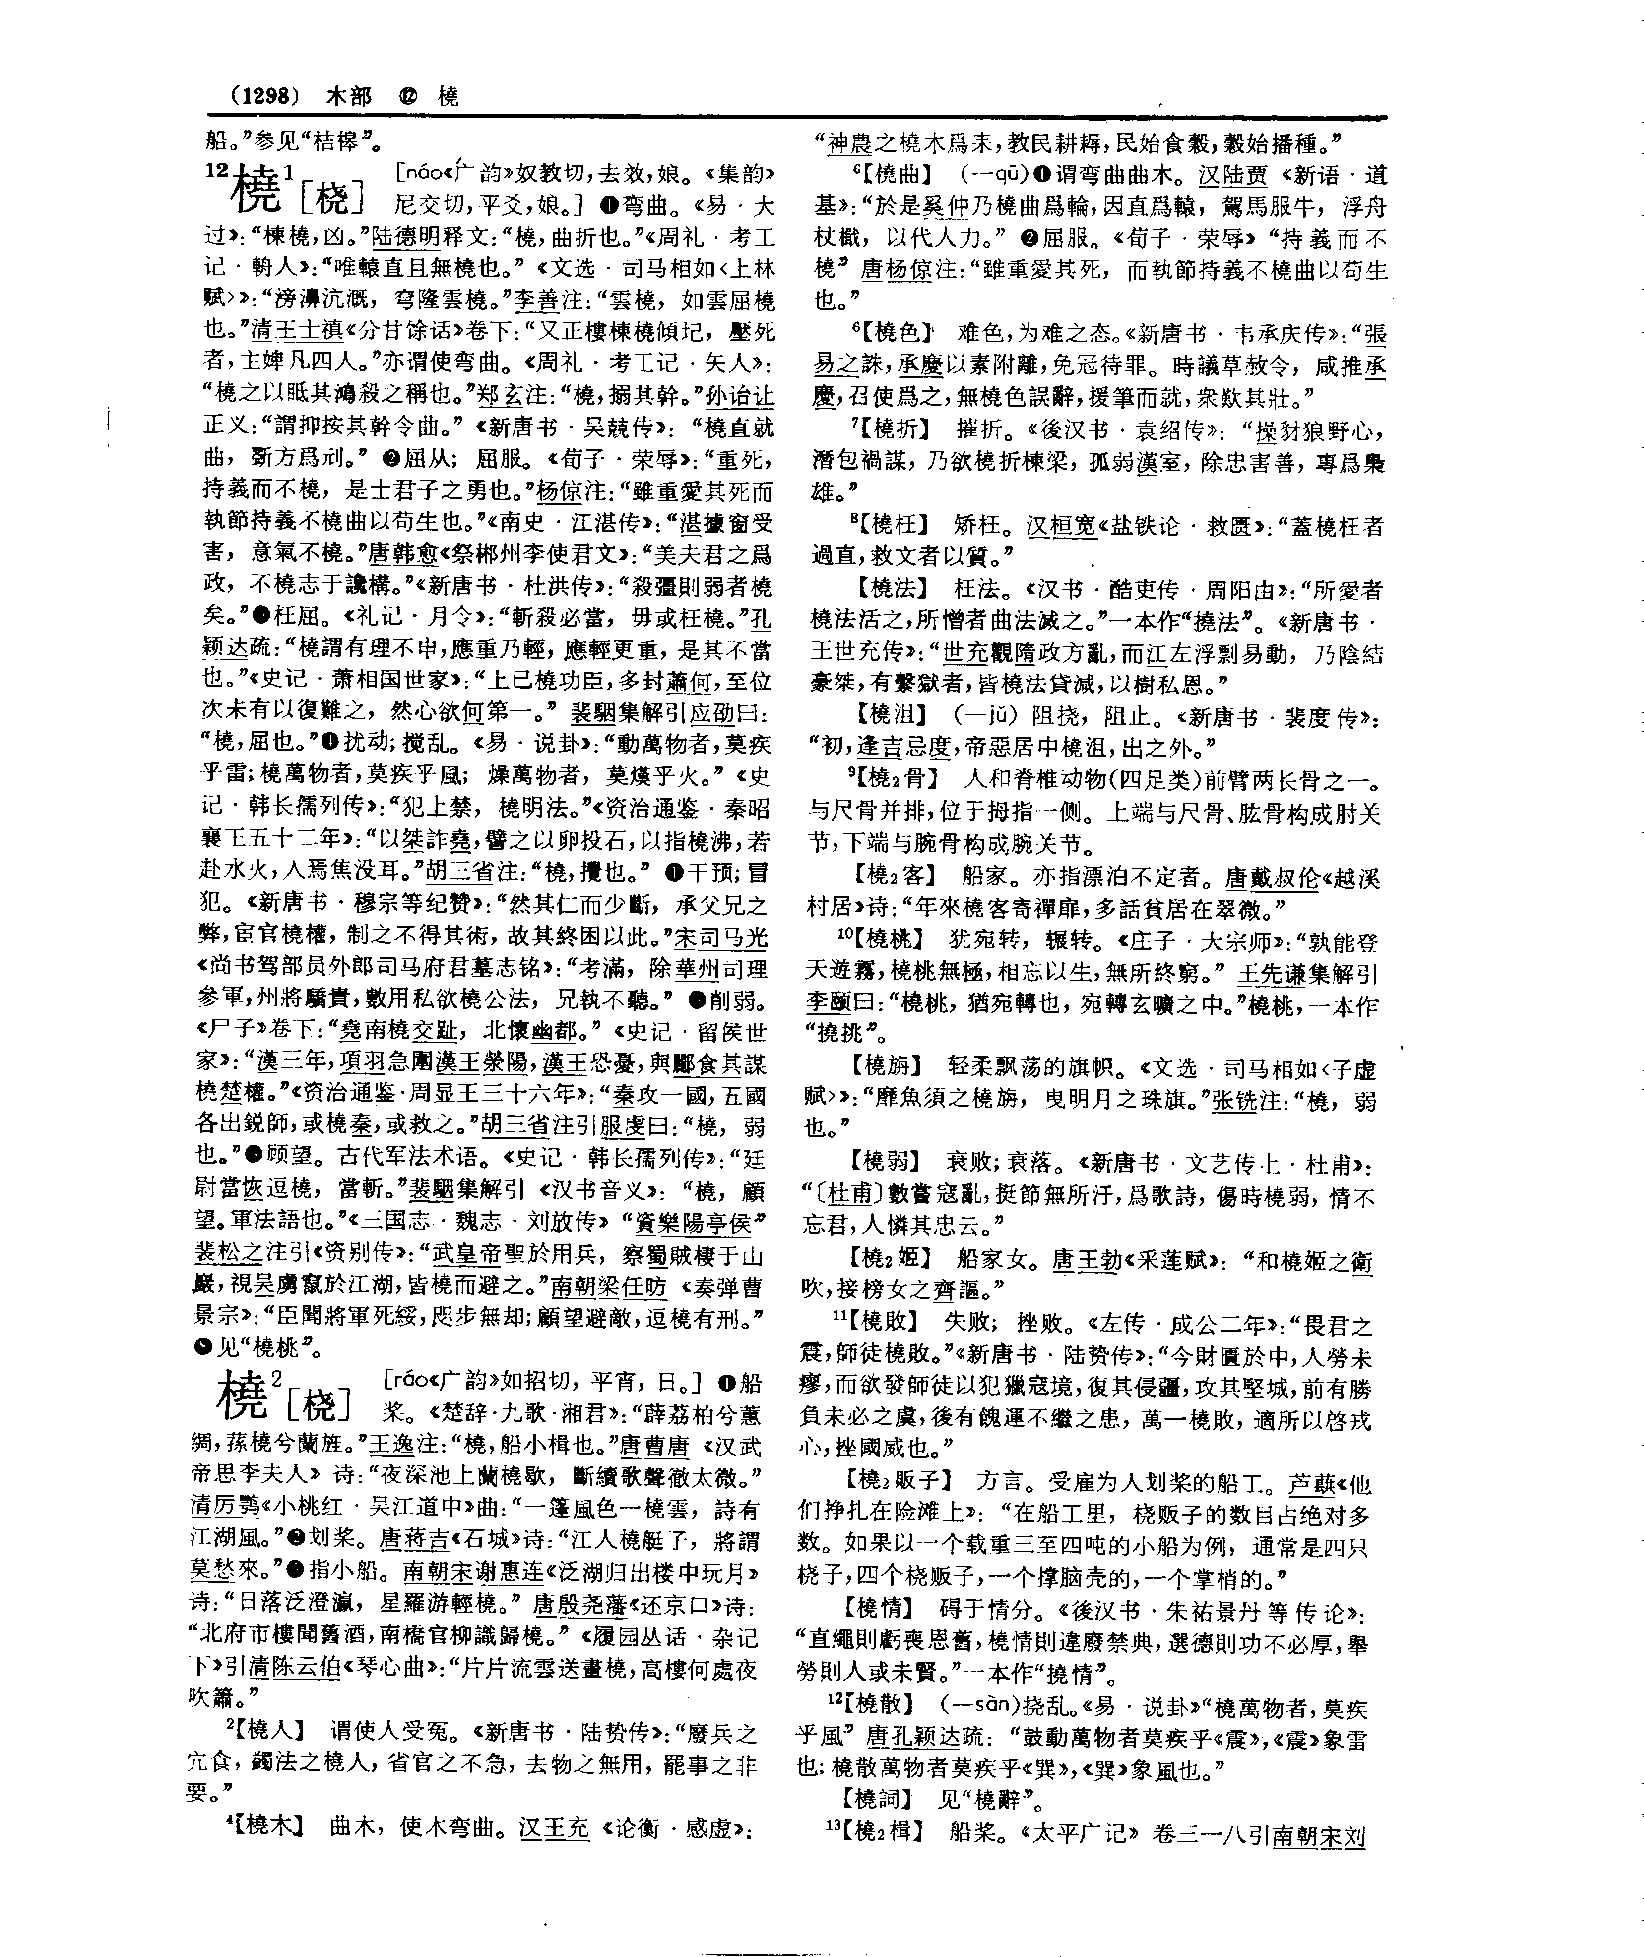 (1298) 木部 ⑫ 橈
船。”参见“桔槔”。
12橈1［桡］ [náo《广韵》奴教切，去效，娘。《集韵》
尼交切，平爻，娘。] ❶弯曲。《易·大
过》：“棟橈，凶。”陆德明释文：“橈，曲折也。”《周礼·考工
记·輈人》：“唯轅直且無橈也。”《文选·司马相如〈上林
赋〉》：“滂濞沆溉，穹隆雲橈。”李善注：“雲橈，如雲屈橈
也。”清王士禛《分甘馀话》卷下：“又正樓棟橈傾圮，壓死
者，主婢凡四人。”亦谓使弯曲。《周礼·考工记·矢人》：
“橈之以眡其鴻殺之稱也。”郑玄注：“橈，搦其幹。”孙诒让
正义：“謂抑按其幹令曲。”《新唐书·吴兢传》：“橈直就
曲，斲方爲刓。”❷屈从；屈服。《荀子·荣辱》：“重死，
持義而不橈，是士君子之勇也。”杨倞注：“雖重愛其死而
執節持義不橈曲以苟生也。”《南史·江湛传》：“湛據窗受
害，意氣不橈。”唐韩愈《祭郴州李使君文》：“美夫君之爲
政，不橈志于讒構。”《新唐书·杜洪传》：“殺彊則弱者橈
矣。”●枉屈。《礼记·月令》：“斬殺必當，毋或枉橈。”孔
颖达疏：“橈謂有理不申，應重乃輕，應輕更重，是其不當
也。”《史记·萧相国世家》：“上已橈功臣，多封蕭何，至位
次未有以復難之，然心欲何第一。”裴駰集解引应劭曰：
“橈，屈也。”❶扰动；搅乱。《易·说卦》：“動萬物者，莫疾
乎雷；橈萬物者，莫疾乎風；燥萬物者，莫熯乎火。”《史
记·韩长孺列传》：“犯上禁，橈明法。”《资治通鉴·秦昭
襄王五十二年》：“以桀詐堯，譬之以卵投石，以指橈沸，若
赴水火，入焉焦没耳。”胡三省注：“橈，攪也。”❶干预；冒
犯。《新唐书·穆宗等纪赞》：“然其仁而少斷，承父兄之
弊，宦官橈權，制之不得其術，故其終困以此。”宋司马光
《尚书驾部员外郎司马府君墓志铭》：“考滿，除華州司理
參軍，州將驕貴，數用私欲橈公法，兄執不聽。”●削弱。
《尸子》卷下：“堯南橈交趾，北懷幽都。”《史记·留侯世
家》：“漢三年，項羽急圍漢王滎陽，漢王恐憂，與酈食其謀
橈楚權。”《资治通鉴·周显王三十六年》：“秦攻一國，五國
各出銳師，或橈秦，或救之。”胡三省注引服虔曰：“橈，弱
也。”●顾望。古代军法术语。《史记·韩长孺列传》：“廷
尉當恢逗橈，當斬。”裴駰集解引《汉书音义》：“橈，顧
望。軍法語也。”《三国志·魏志·刘放传》“資樂陽亭侯”
裴松之注引《资别传》：“武皇帝聖於用兵，察蜀賊棲于山
巖，視吴虜竄於江湖，皆橈而避之。”南朝梁任昉《奏弹曹
景宗》：“臣聞將軍死綏，咫步無却；顧望避敵，逗橈有刑。”
❾见“橈桃”。
橈2［桡］ [ráo《广韵》如招切，平宵，日。] ❶船
桨。《楚辞·九歌·湘君》：“薜荔柏兮蕙
綢，蓀橈兮蘭旌。”王逸注：“橈，船小楫也。”唐曹唐《汉武
帝思李夫人》诗：“夜深池上蘭橈歇，斷續歌聲徹太微。”
清厉鹗《小桃红·吴江道中》曲：“一篷風色一橈雲，詩有
江湖風。”❷划桨。唐蒋吉《石城》诗：“江人橈艇子，將謂
莫愁來。”●指小船。南朝宋谢惠连《泛湖归出楼中玩月》
诗：“日落泛澄瀛，星羅游輕橈。”唐殷尧藩《还京口》诗：
“北府市樓聞舊酒，南橋官柳識歸橈。”《履园丛话·杂记
下》引清陈云伯《琴心曲》：“片片流雲送畫橈，高樓何處夜
吹簫。”
2【橈人】 谓使人受冤。《新唐书·陆贽传》：“廢兵之
冗食，蠲法之橈人，省官之不急，去物之無用，罷事之非
要。”
4【橈木】 曲木，使木弯曲。汉王充《论衡·感虚》：
“神農之橈木爲耒，教民耕耨，民始食穀，穀始播種。”
6【橈曲】 （—qū）❶谓弯曲曲木。汉陆贾《新语·道
基》：“於是奚仲乃橈曲爲輪，因直爲轅，駕馬服牛，浮舟
杖檝，以代人力。”❷屈服。《荀子·荣辱》“持義而不
橈”唐杨倞注：“雖重愛其死，而執節持義不橈曲以苟生
也。”
6【橈色】 难色，为难之态。《新唐书·韦承庆传》：“張
易之誅，承慶以素附離，免冠待罪。時議草赦令，咸推承
慶，召使爲之，無橈色誤辭，援筆而就，衆歎其壯。”
7【橈折】 摧折。《後汉书·袁绍传》：“操豺狼野心，
潛包禍謀，乃欲橈折棟梁，孤弱漢室，除忠害善，專爲梟
雄。”
8【橈枉】 矫枉。汉桓宽《盐铁论·救匮》：“蓋橈枉者
過直，救文者以質。”
【橈法】 枉法。《汉书·酷吏传·周阳由》：“所愛者
橈法活之，所憎者曲法滅之。”一本作“撓法”。《新唐书·
王世充传》：“世充觀隋政方亂，而江左浮剽易動，乃陰結
豪桀，有繫獄者，皆橈法貸減，以樹私恩。”
【橈沮】 （—jǔ）阻挠，阻止。《新唐书·裴度传》：
“初，逢吉忌度，帝惡居中橈沮，出之外。”
9【橈2骨】 人和脊椎动物（四足类）前臂两长骨之一。
与尺骨并排，位于拇指一侧。上端与尺骨、肱骨构成肘关
节，下端与腕骨构成腕关节。
【橈2客】 船家。亦指漂泊不定者。唐戴叔伦《越溪
村居》诗：“年來橈客寄禪扉，多話貧居在翠微。”
10【橈桃】 犹宛转，辗转。《庄子·大宗师》：“孰能登
天遊霧，橈桃無極，相忘以生，無所終窮。”王先谦集解引
李颐曰：“橈桃，猶宛轉也，宛轉玄曠之中。”橈桃，一本作
“撓挑”。
【橈旃】 轻柔飘荡的旗帜。《文选·司马相如〈子虚
赋〉》：“靡魚須之橈旃，曳明月之珠旗。”张铣注：“橈，弱
也。”
【橈弱】 衰败；衰落。《新唐书·文艺传上·杜甫》：
“〔杜甫〕數嘗寇亂，挺節無所汙，爲歌詩，傷時橈弱，情不
忘君，人憐其忠云。”
【橈2姬】 船家女。唐王勃《采莲赋》：“和橈姬之衛
吹，接榜女之齊謳。”
11【橈敗】 失败；挫败。《左传·成公二年》：“畏君之
震，師徒橈敗。”《新唐书·陆贽传》：“今財匱於中，人勞未
瘳，而欲發師徒以犯獵寇境，復其侵疆，攻其堅城，前有勝
負未必之虞，後有餽運不繼之患，萬一橈敗，適所以啓戎
心，挫國威也。”
【橈2販子】 方言。受雇为人划桨的船工。芦蕻《他
们挣扎在险滩上》：“在船工里，桡贩子的数目占绝对多
数。如果以一个载重三至四吨的小船为例，通常是四只
桡子，四个桡贩子，一个撑脑壳的，一个掌梢的。”
【橈情】 碍于情分。《後汉书·朱祐景丹等传论》：
“直繩則虧喪恩舊，橈情則違廢禁典，選德則功不必厚，舉
勞則人或未賢。”一本作“撓情”。
12【橈散】 （—sàn）挠乱。《易·说卦》“橈萬物者，莫疾
乎風”唐孔颖达疏：“鼓動萬物者莫疾乎《震》，《震》象雷
也；橈散萬物者莫疾乎《巽》，《巽》象風也。”
【橈詞】 见“橈辭”。
13【橈2楫】 船桨。《太平广记》卷三一八引南朝宋刘